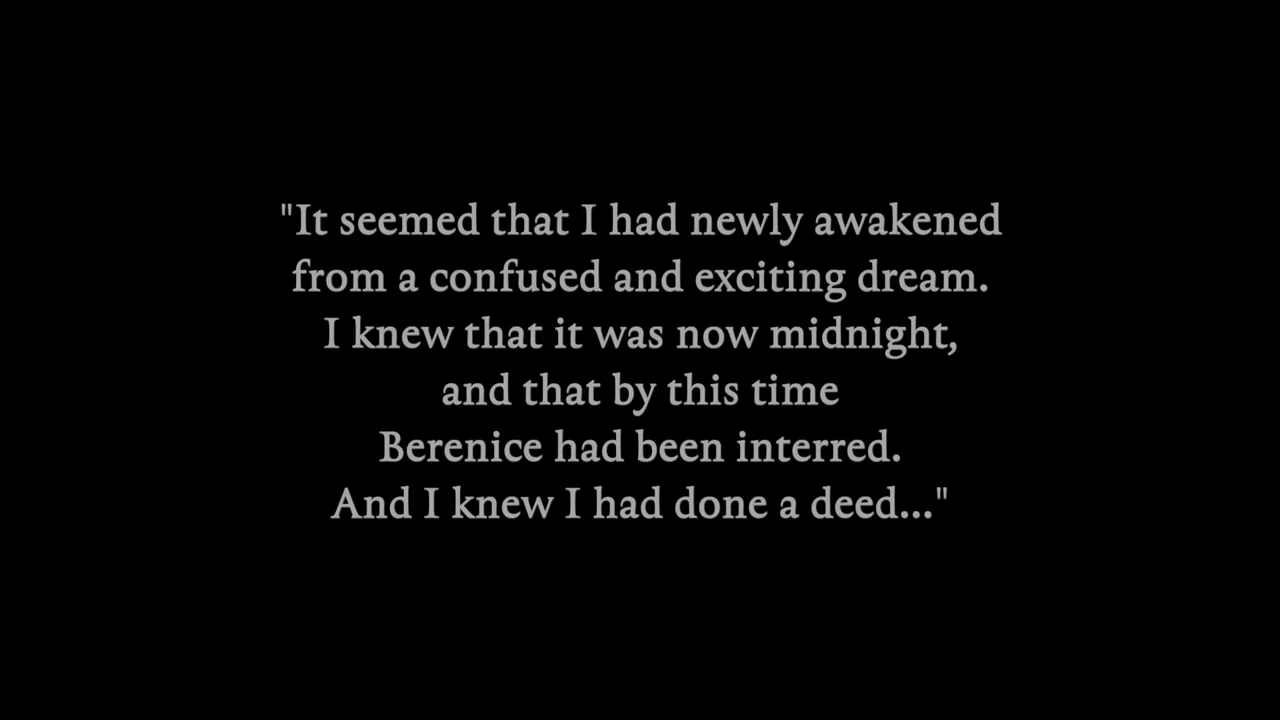 "It seemed that I had newly awakened
from a confused and exciting dream.
I knew that it was now midnight,
and that by this time
Berenice had been interred.
And I knew I had done a deed..."